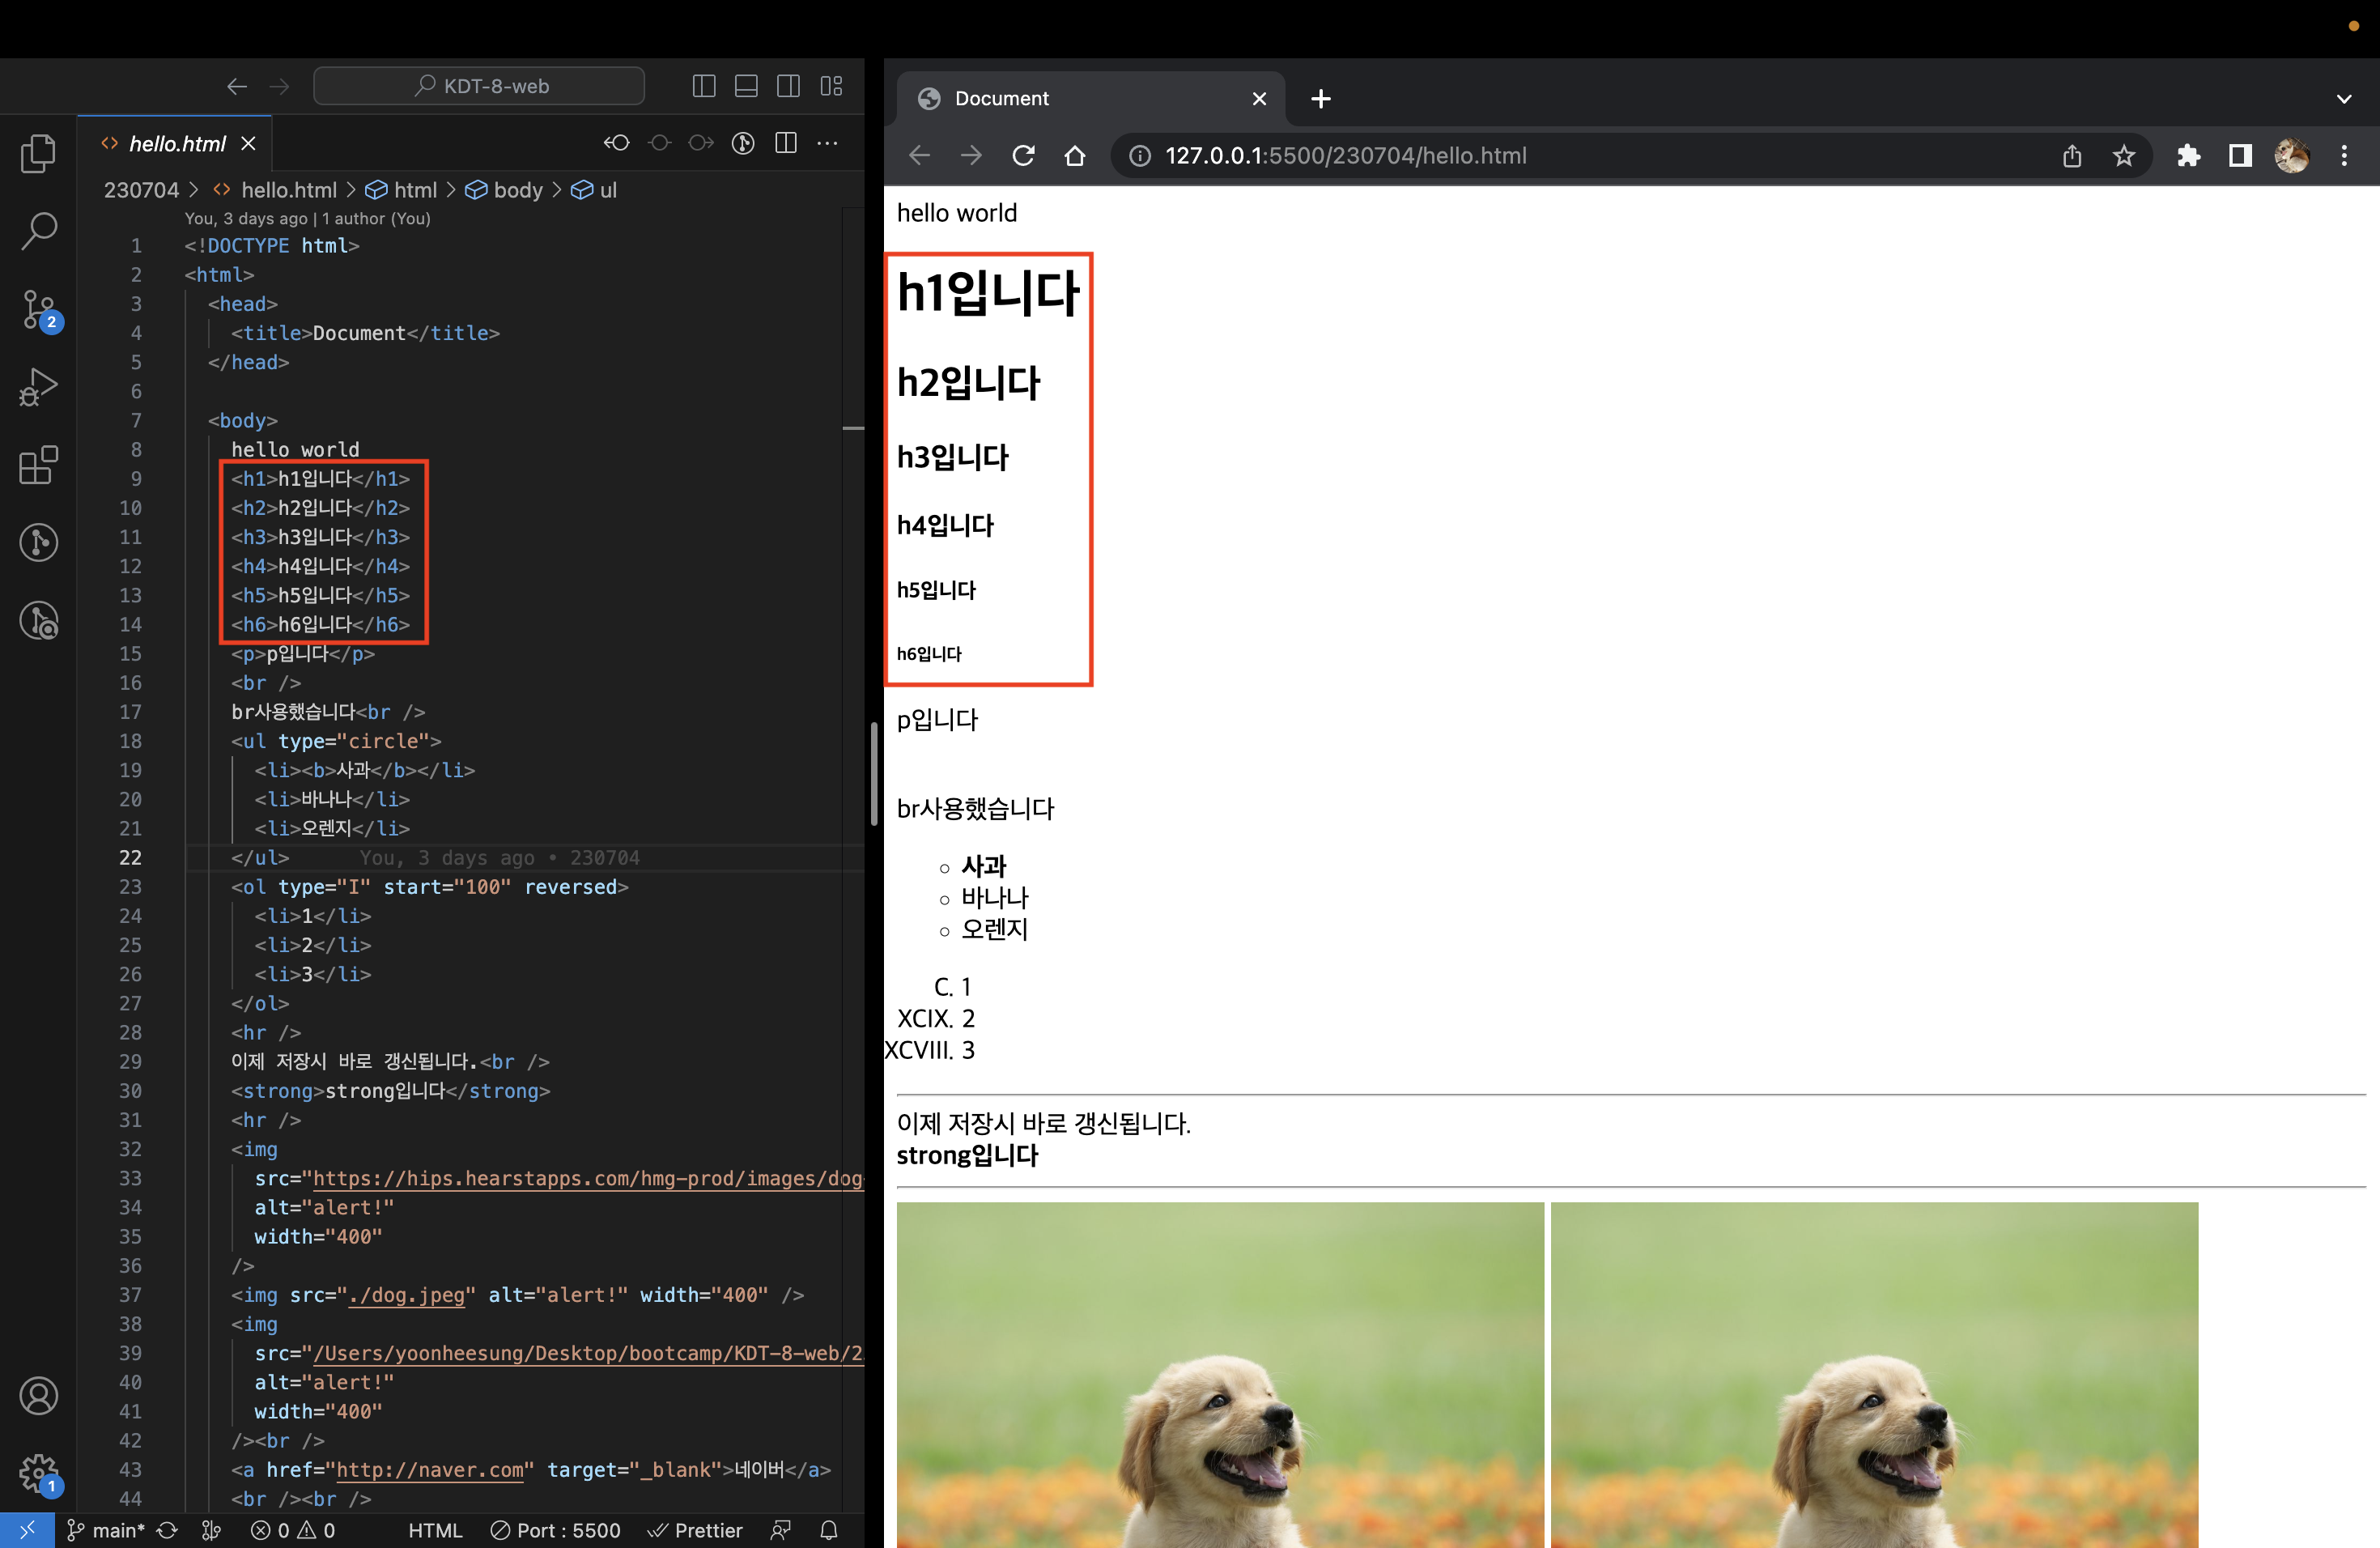 KDT-8-web
hello.html
230704 > <> hello.html > html > body > ul
You, 3 days ago | 1 author (You)
1 <!DOCTYPE html>
2 <html>
3 <head>
4 <title>Document</title>
5 </head>
6
7 <body>
8 hello world
9 <h1>h1입니다</h1>
10 <h2>h2입니다</h2>
11 <h3>h3입니다</h3>
12 <h4>h4입니다</h4>
13 <h5>h5입니다</h5>
14 <h6>h6입니다</h6>
15 <p>p입니다</p>
16 <br />
17 br사용했습니다<br />
18 <ul type="circle">
19 <li><b>사과</b></li>
20 <li>바나나</li>
21 <li>오렌지</li>
22 </ul> You, 3 days ago • 230704
23 <ol type="I" start="100" reversed>
24 <li>1</li>
25 <li>2</li>
26 <li>3</li>
27 </ol>
28 <hr />
29 이제 저장시 바로 갱신됩니다.<br />
30 <strong>strong입니다</strong>
31 <hr />
32 <img
33 src="https://hips.hearstapps.com/hmg-prod/images/dog
34 alt="alert!"
35 width="400"
36 />
37 <img src="./dog.jpeg" alt="alert!" width="400" />
38 <img
39 src="/Users/yoonheesung/Desktop/bootcamp/KDT-8-web/2
40 alt="alert!"
41 width="400"
42 /><br />
43 <a href="http://naver.com" target="_blank">네이버</a>
44 <br /><br />
2
1
main* 0 0 HTML Port : 5500 Prettier
Document
127.0.0.1:5500/230704/hello.html
hello world
h1입니다
h2입니다
h3입니다
h4입니다
h5입니다
h6입니다
p입니다
br사용했습니다
사과
바나나
오렌지
C. 1
XCIX. 2
XCVIII. 3
이제 저장시 바로 갱신됩니다.
strong입니다